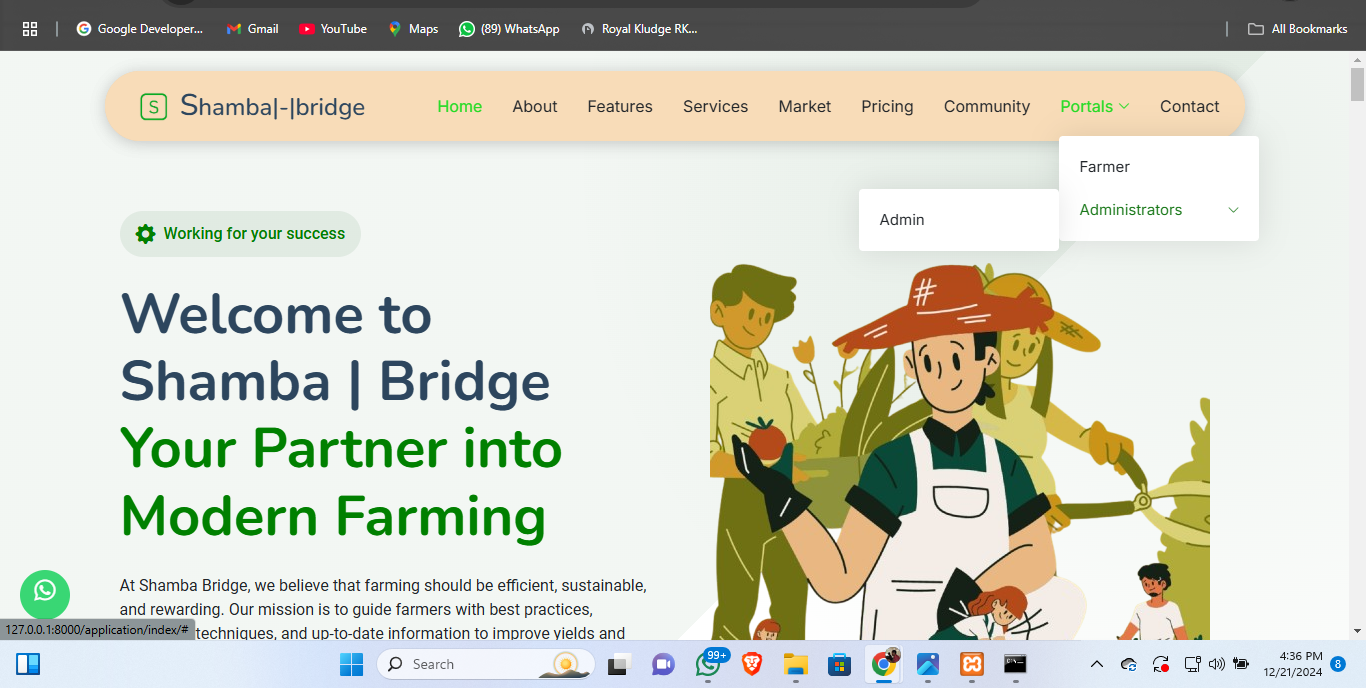 Google Developer...
Gmail
YouTube
Maps
(89) WhatsApp
Royal Kludge RK...
All Bookmarks
S
Shamba|-|bridge
Home
About
Features
Services
Market
Pricing
Community
Portals
Contact
Farmer
Administrators
Admin
Working for your success
Welcome to
Shamba | Bridge
Your Partner into
Modern Farming
At Shamba Bridge, we believe that farming should be efficient, sustainable,
and rewarding. Our mission is to guide farmers with best practices,
techniques, and up-to-date information to improve yields and
127.0.0.1:8000/application/index/#
Search
99+
4:36 PM
12/21/2024
8